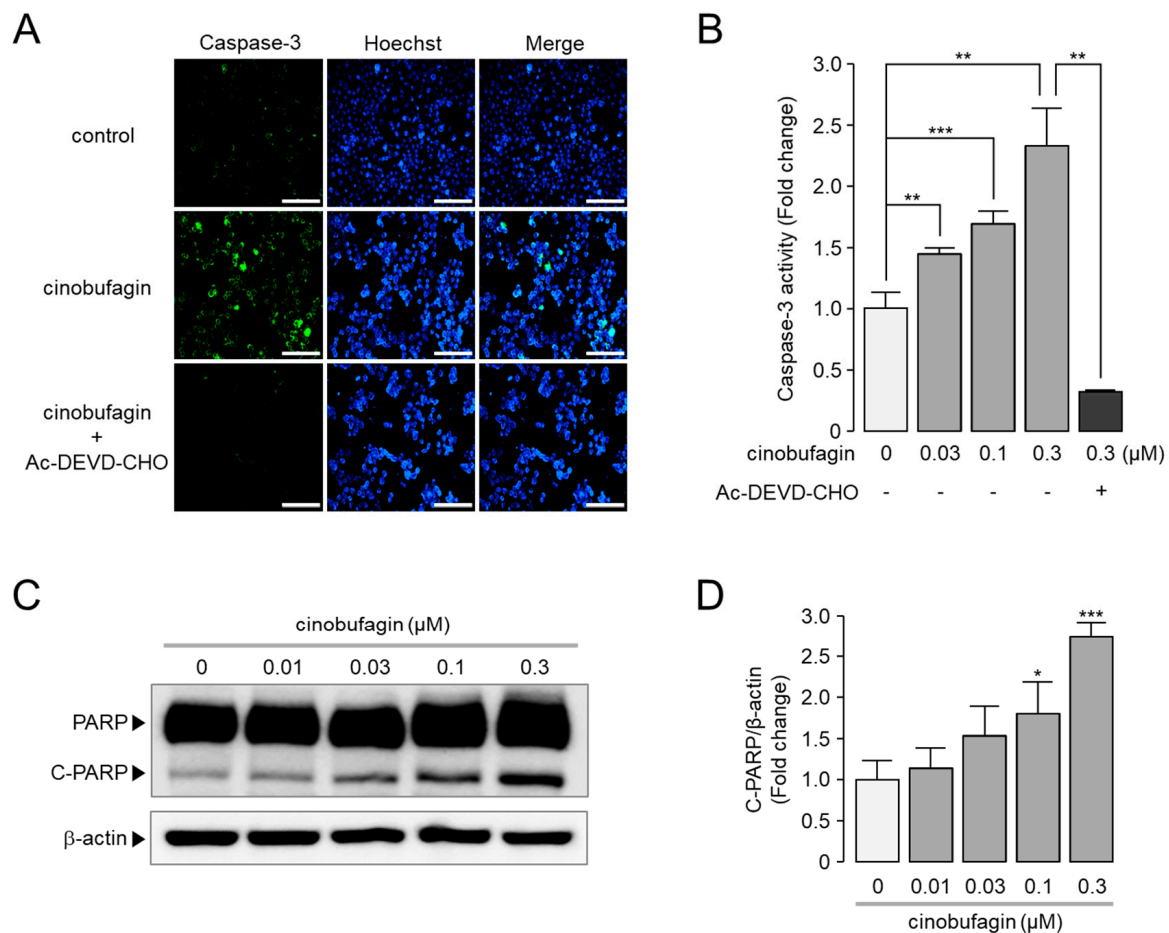 A
Caspase-3 Hoechst Merge
control
cinobufagin
cinobufagin
+
Ac-DEVD-CHO
B
Caspase-3 activity (Fold change)
3.0
2.5
2.0
1.5
1.0
0.5
0
**
**
***
**
cinobufagin 0 0.03 0.1 0.3 0.3 (µM)
Ac-DEVD-CHO - - - - +
C
cinobufagin (µM)
0 0.01 0.03 0.1 0.3
PARP
C-PARP
β-actin
D
C-PARP/β-actin
(Fold change)
3.0
2.5
2.0
1.5
1.0
0.5
0
***
*
0 0.01 0.03 0.1 0.3
cinobufagin (µM)